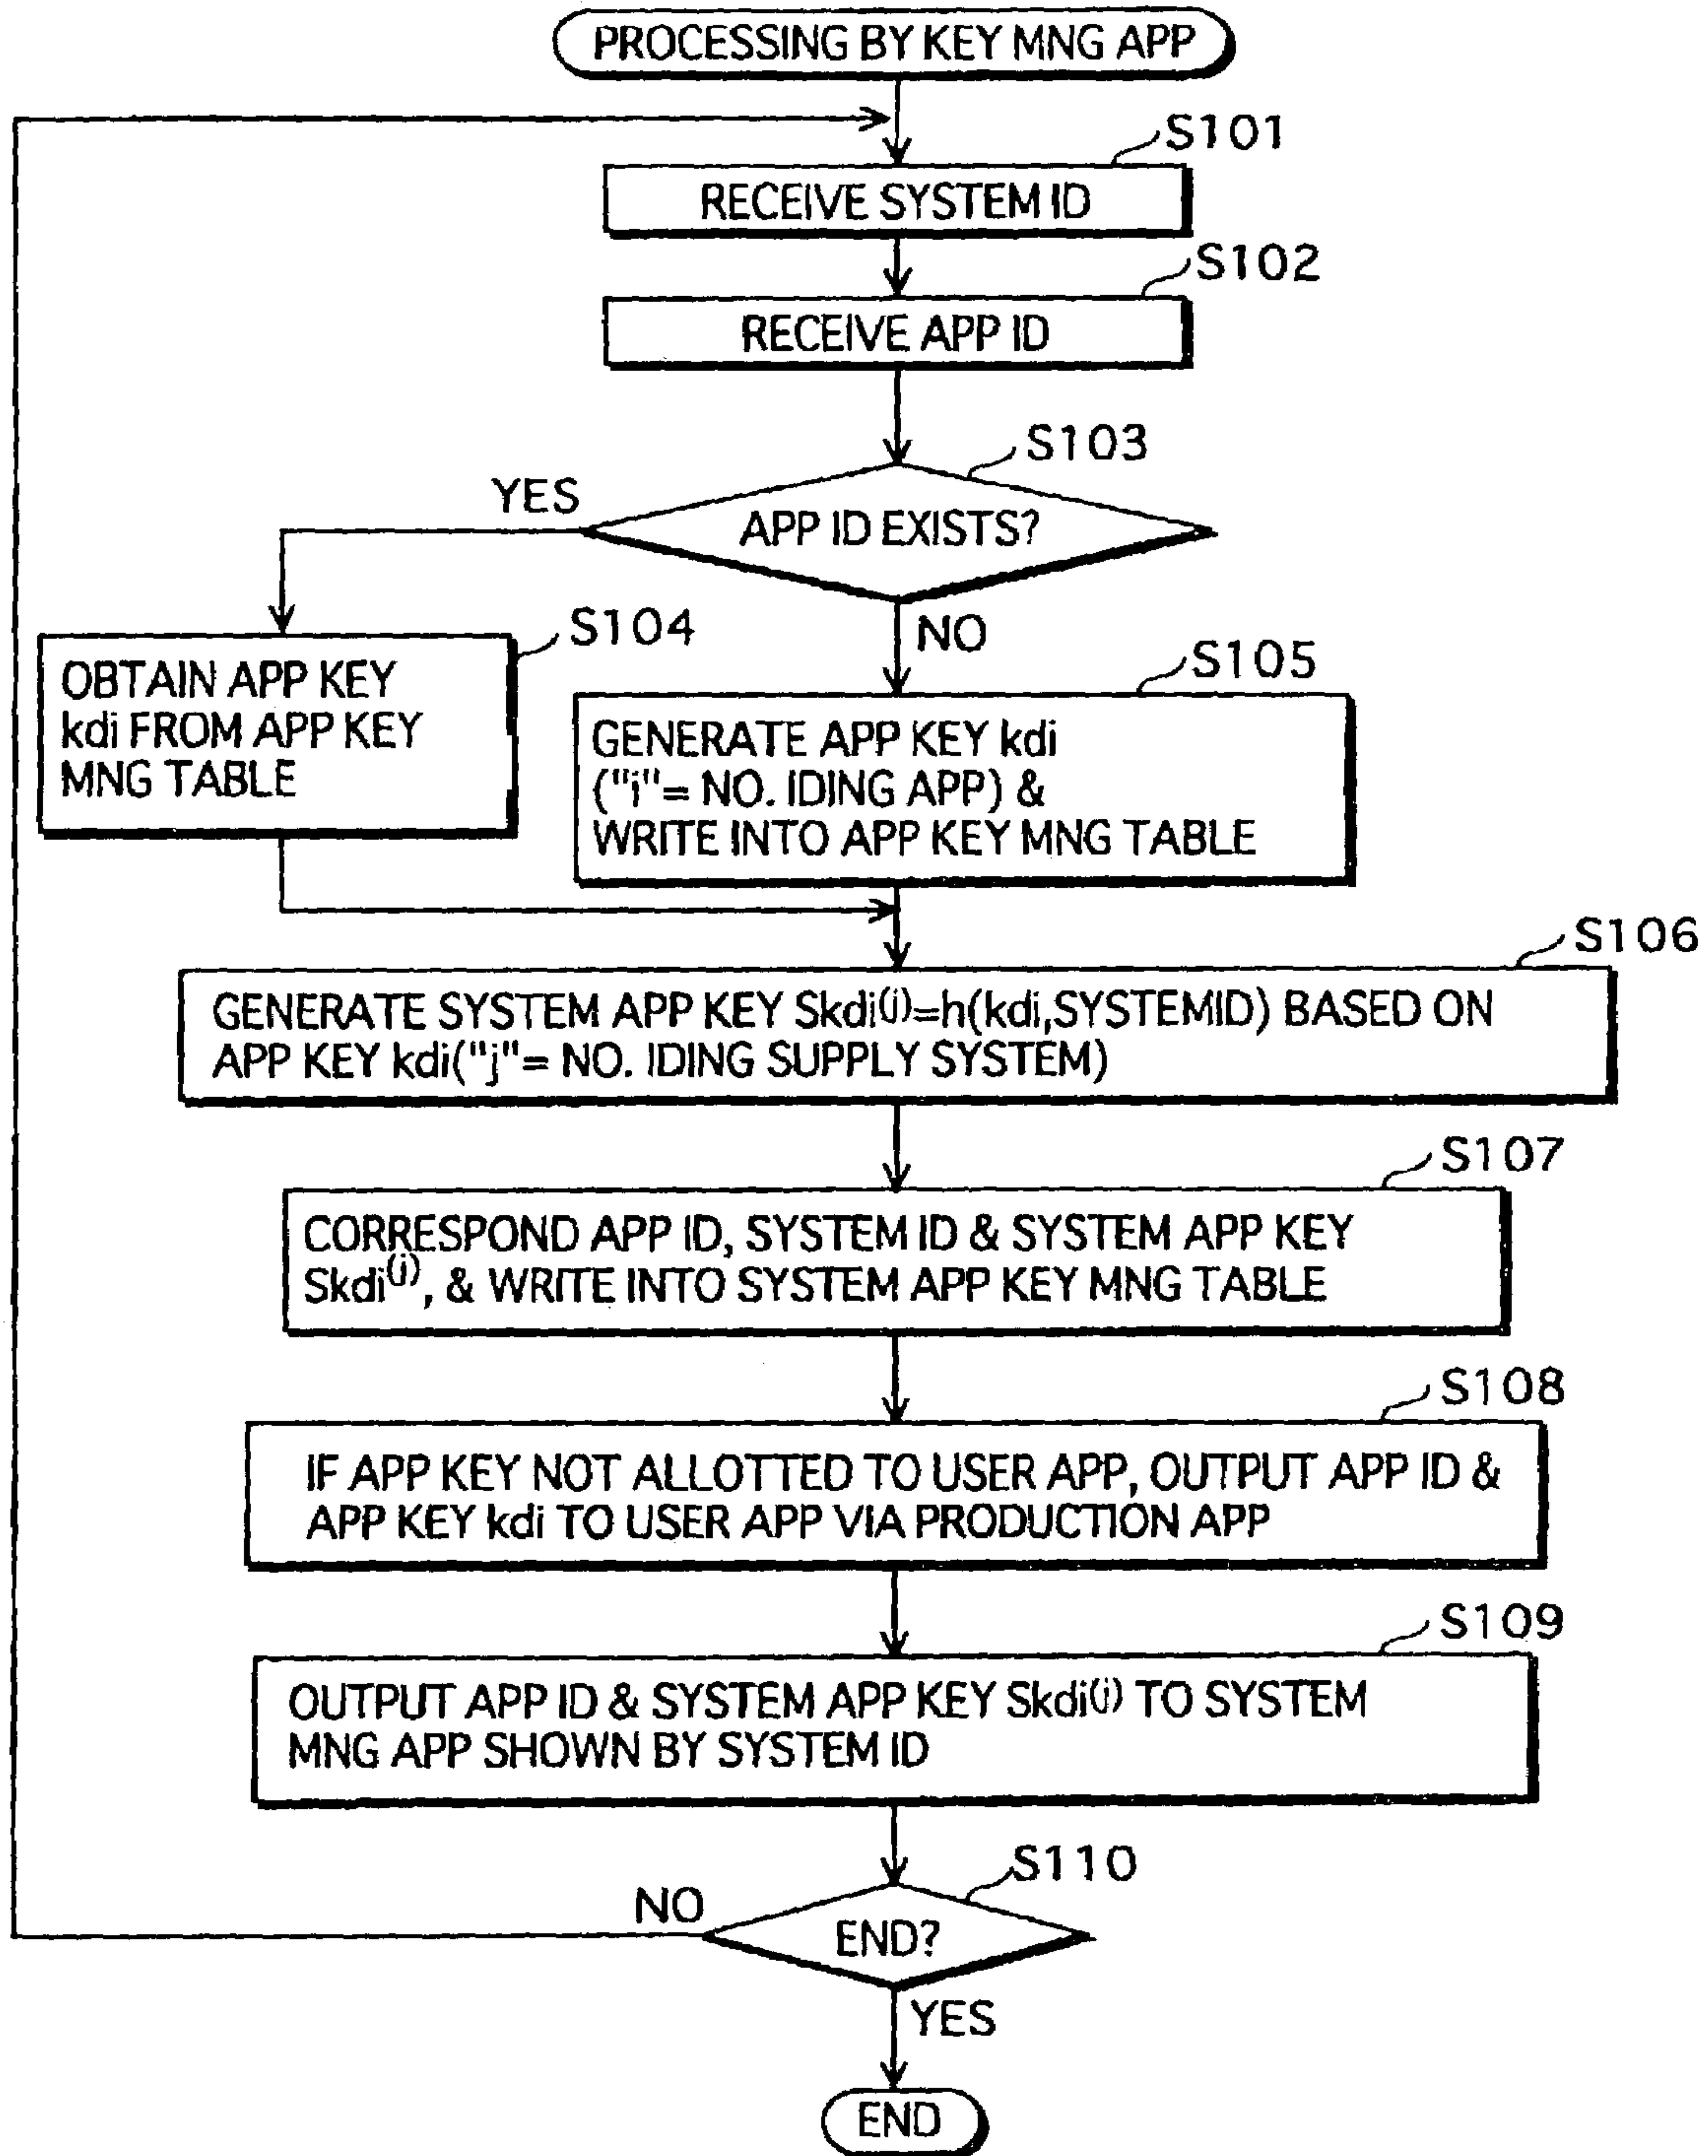 PROCESSING BY KEY MNG APP
S101
RECEIVE SYSTEM ID
S102
RECEIVE APP ID
S103
YES
APP ID EXISTS?
NO
S104
OBTAIN APP KEY
kdi FROM APP KEY
MNG TABLE
S105
GENERATE APP KEY kdi
("i"= NO. IDING APP) &
WRITE INTO APP KEY MNG TABLE
S106
GENERATE SYSTEM APP KEY Skdi(j)=h(kdi,SYSTEMID) BASED ON
APP KEY kdi("j"= NO. IDING SUPPLY SYSTEM)
S107
CORRESPOND APP ID, SYSTEM ID & SYSTEM APP KEY
Skdi(j), & WRITE INTO SYSTEM APP KEY MNG TABLE
S108
IF APP KEY NOT ALLOTTED TO USER APP, OUTPUT APP ID &
APP KEY kdi TO USER APP VIA PRODUCTION APP
S109
OUTPUT APP ID & SYSTEM APP KEY Skdi(j) TO SYSTEM
MNG APP SHOWN BY SYSTEM ID
S110
NO
END?
YES
END